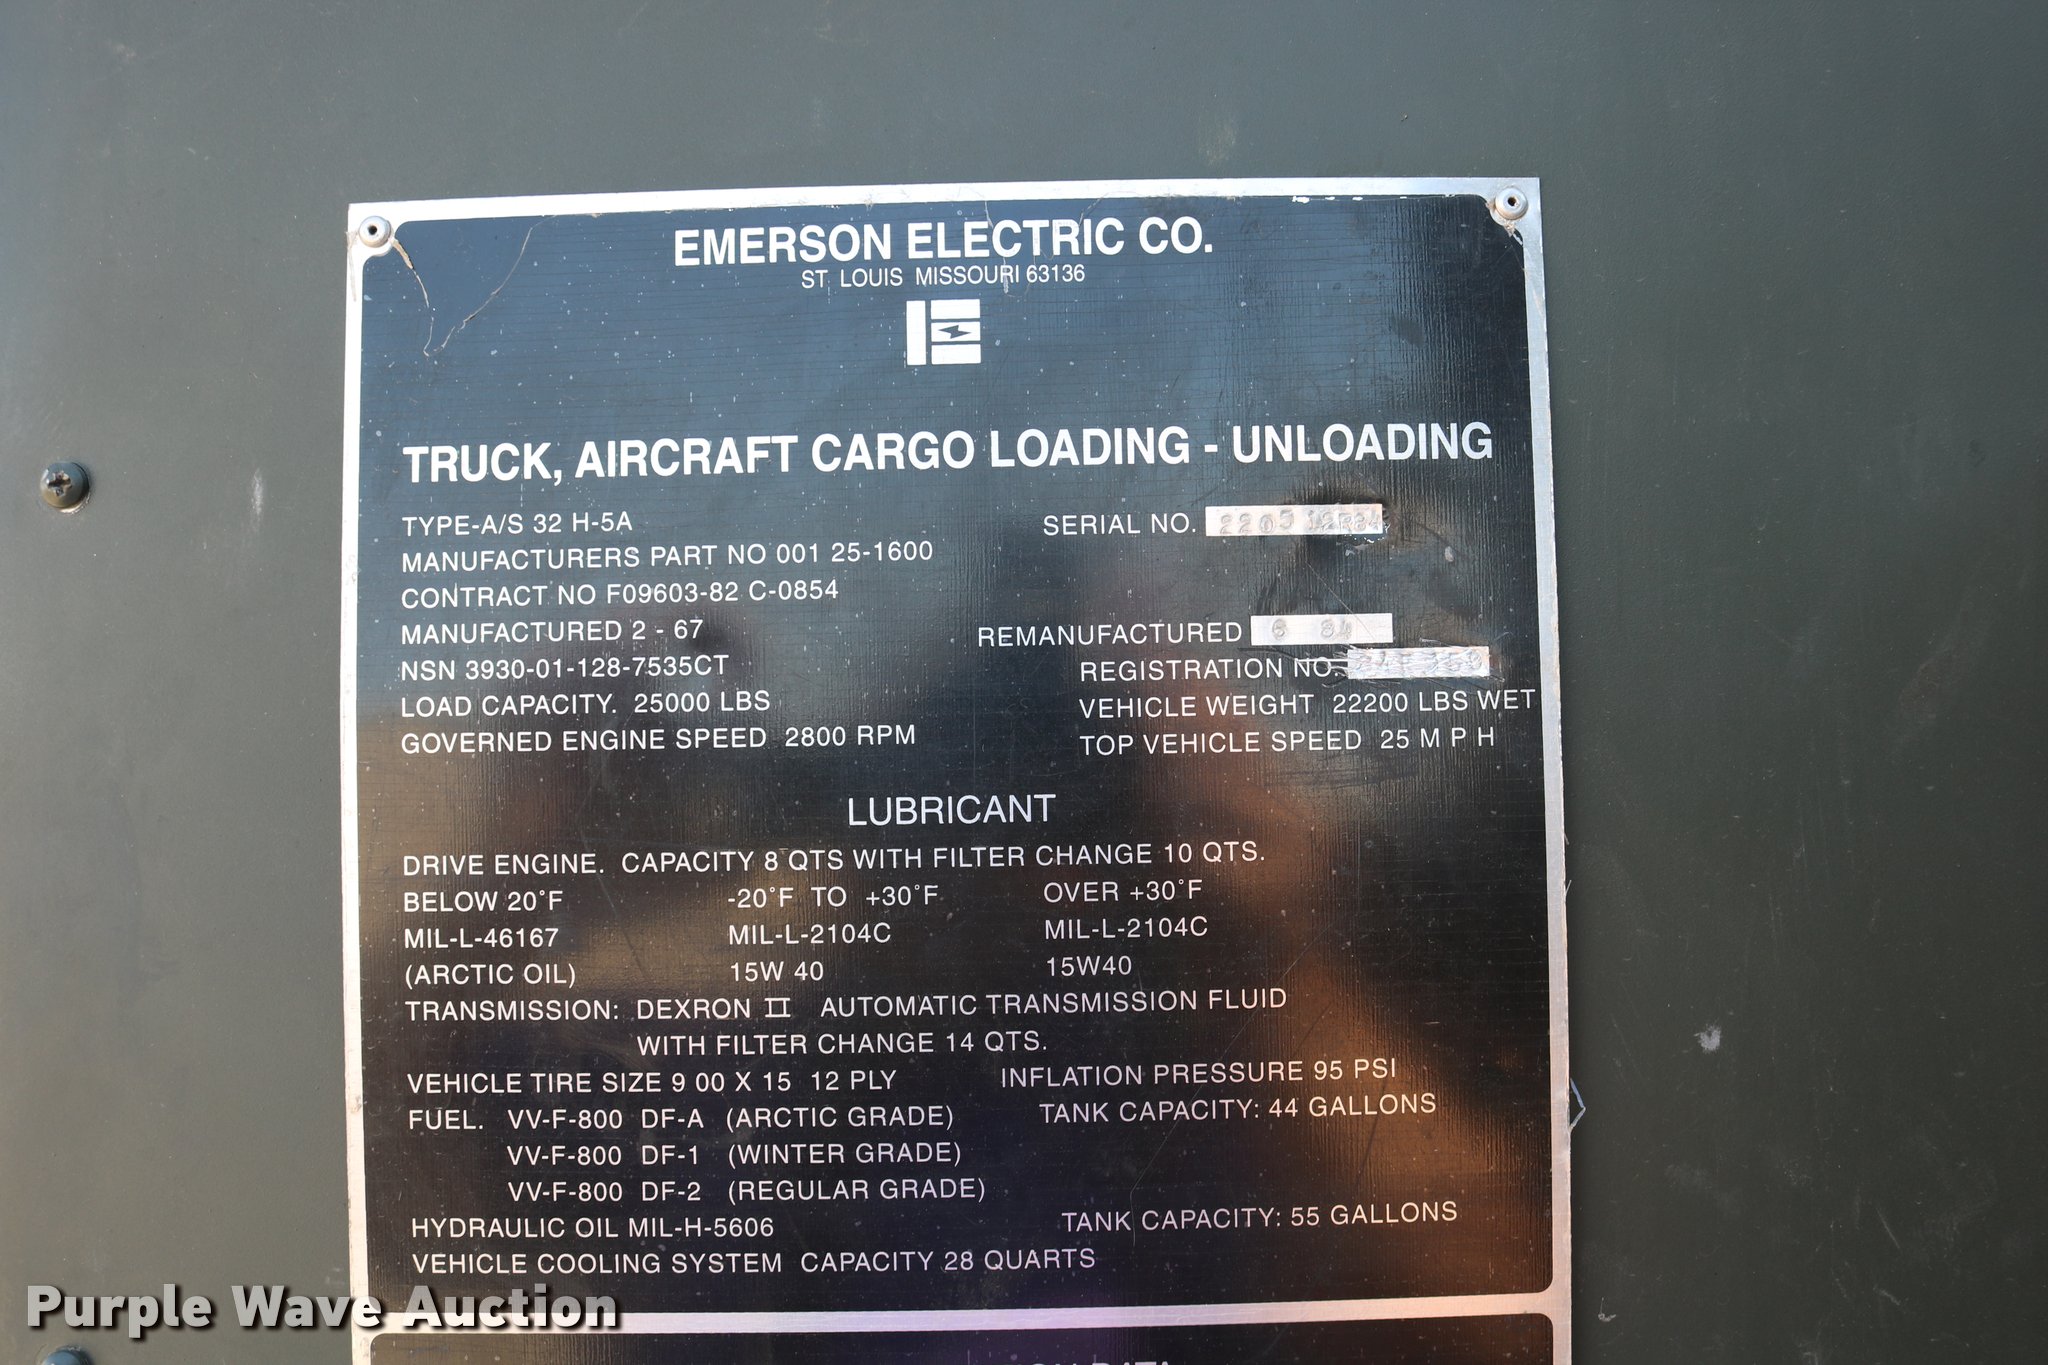 EMERSON ELECTRIC CO.
ST. LOUIS MISSOURI 63136
TRUCK, AIRCRAFT CARGO LOADING - UNLOADING
TYPE-A/S 32 H-5A
SERIAL NO. 2205 12R84
MANUFACTURERS PART NO 001 25-1600
CONTRACT NO F09603-82 C-0854
MANUFACTURED 2 - 67
REMANUFACTURED 6 84
NSN 3930-01-128-7535CT
REGISTRATION NO.
LOAD CAPACITY. 25000 LBS
VEHICLE WEIGHT 22200 LBS WET
GOVERNED ENGINE SPEED 2800 RPM
TOP VEHICLE SPEED 25 M P H
LUBRICANT
DRIVE ENGINE. CAPACITY 8 QTS WITH FILTER CHANGE 10 QTS.
BELOW 20°F -20°F TO +30°F OVER +30°F
MIL-L-46167 MIL-L-2104C MIL-L-2104C
(ARCTIC OIL) 15W 40 15W40
TRANSMISSION: DEXRON II AUTOMATIC TRANSMISSION FLUID
WITH FILTER CHANGE 14 QTS.
VEHICLE TIRE SIZE 9 00 X 15 12 PLY INFLATION PRESSURE 95 PSI
FUEL. VV-F-800 DF-A (ARCTIC GRADE) TANK CAPACITY: 44 GALLONS
VV-F-800 DF-1 (WINTER GRADE)
VV-F-800 DF-2 (REGULAR GRADE)
HYDRAULIC OIL MIL-H-5606 TANK CAPACITY: 55 GALLONS
VEHICLE COOLING SYSTEM CAPACITY 28 QUARTS
Purple Wave Auction